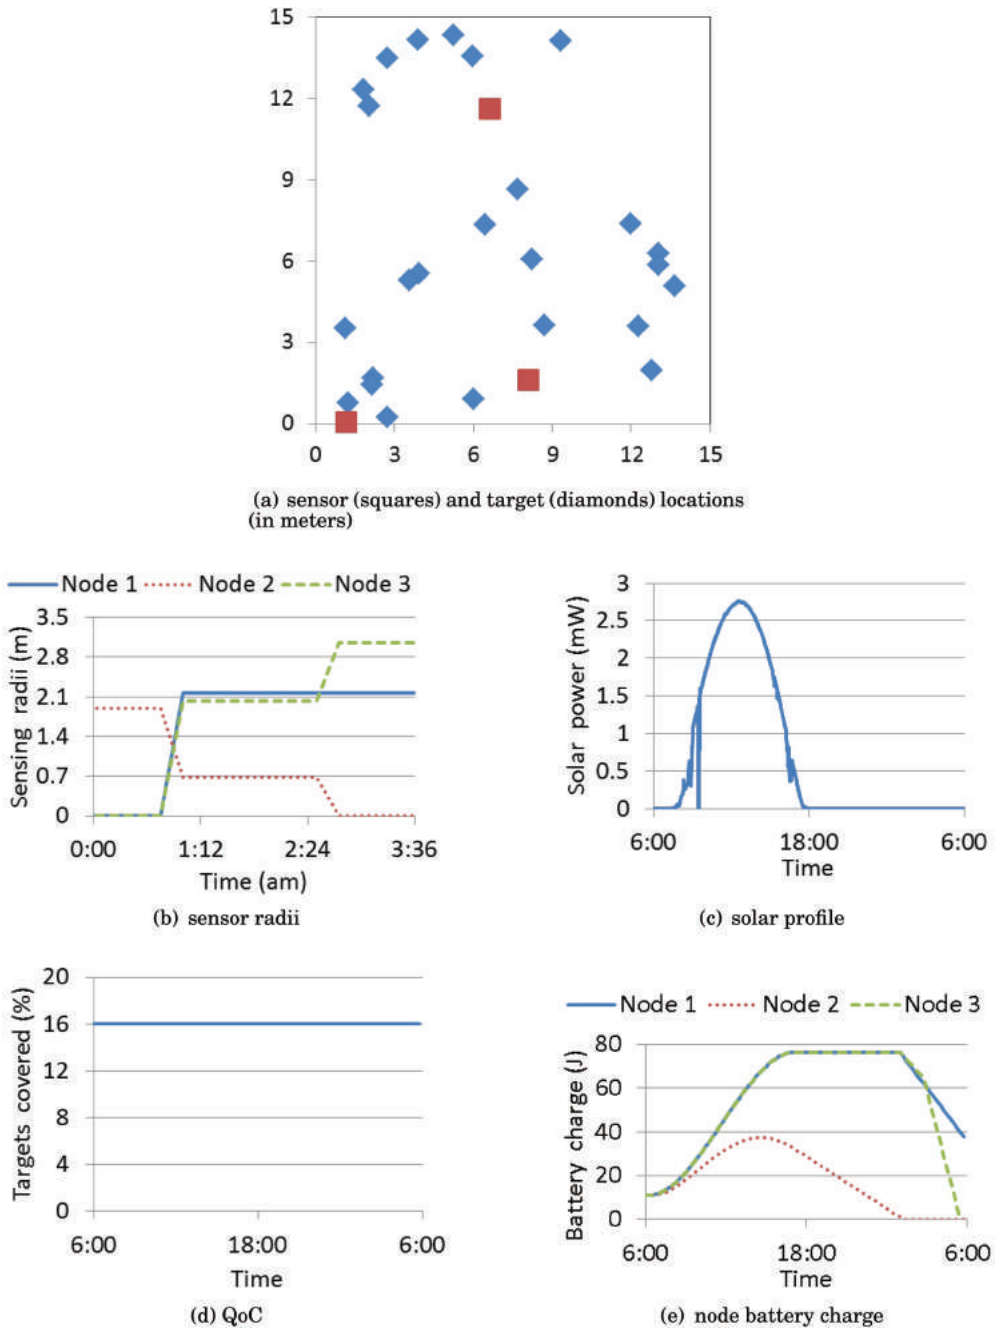 15
12
9
6
3
0
0 3 6 9 12 15
(a) sensor (squares) and target (diamonds) locations
(in meters)
Node 1 Node 2 Node 3
Sensing radii (m)
3.5
2.8
2.1
1.4
0.7
0
0:00 1:12 2:24 3:36
Time (am)
(b) sensor radii
Solar power (mW)
3
2.5
2
1.5
1
0.5
0
6:00 18:00 6:00
Time
(c) solar profile
Targets covered (%)
20
16
12
8
4
0
6:00 18:00 6:00
Time
(d) QoC
Node 1 Node 2 Node 3
Battery charge (J)
80
60
40
20
0
6:00 18:00 6:00
Time
(e) node battery charge